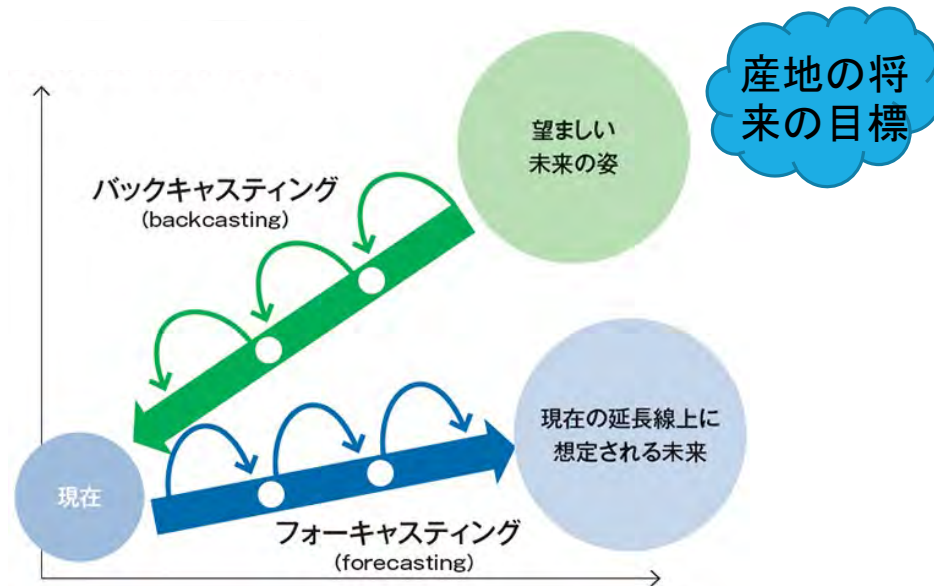 産地の将
来の目標
望ましい
未来の姿
バックキャスティング
(backcasting)
現在の延長線上に
想定される未来
現在
フォーキャスティング
(forecasting)